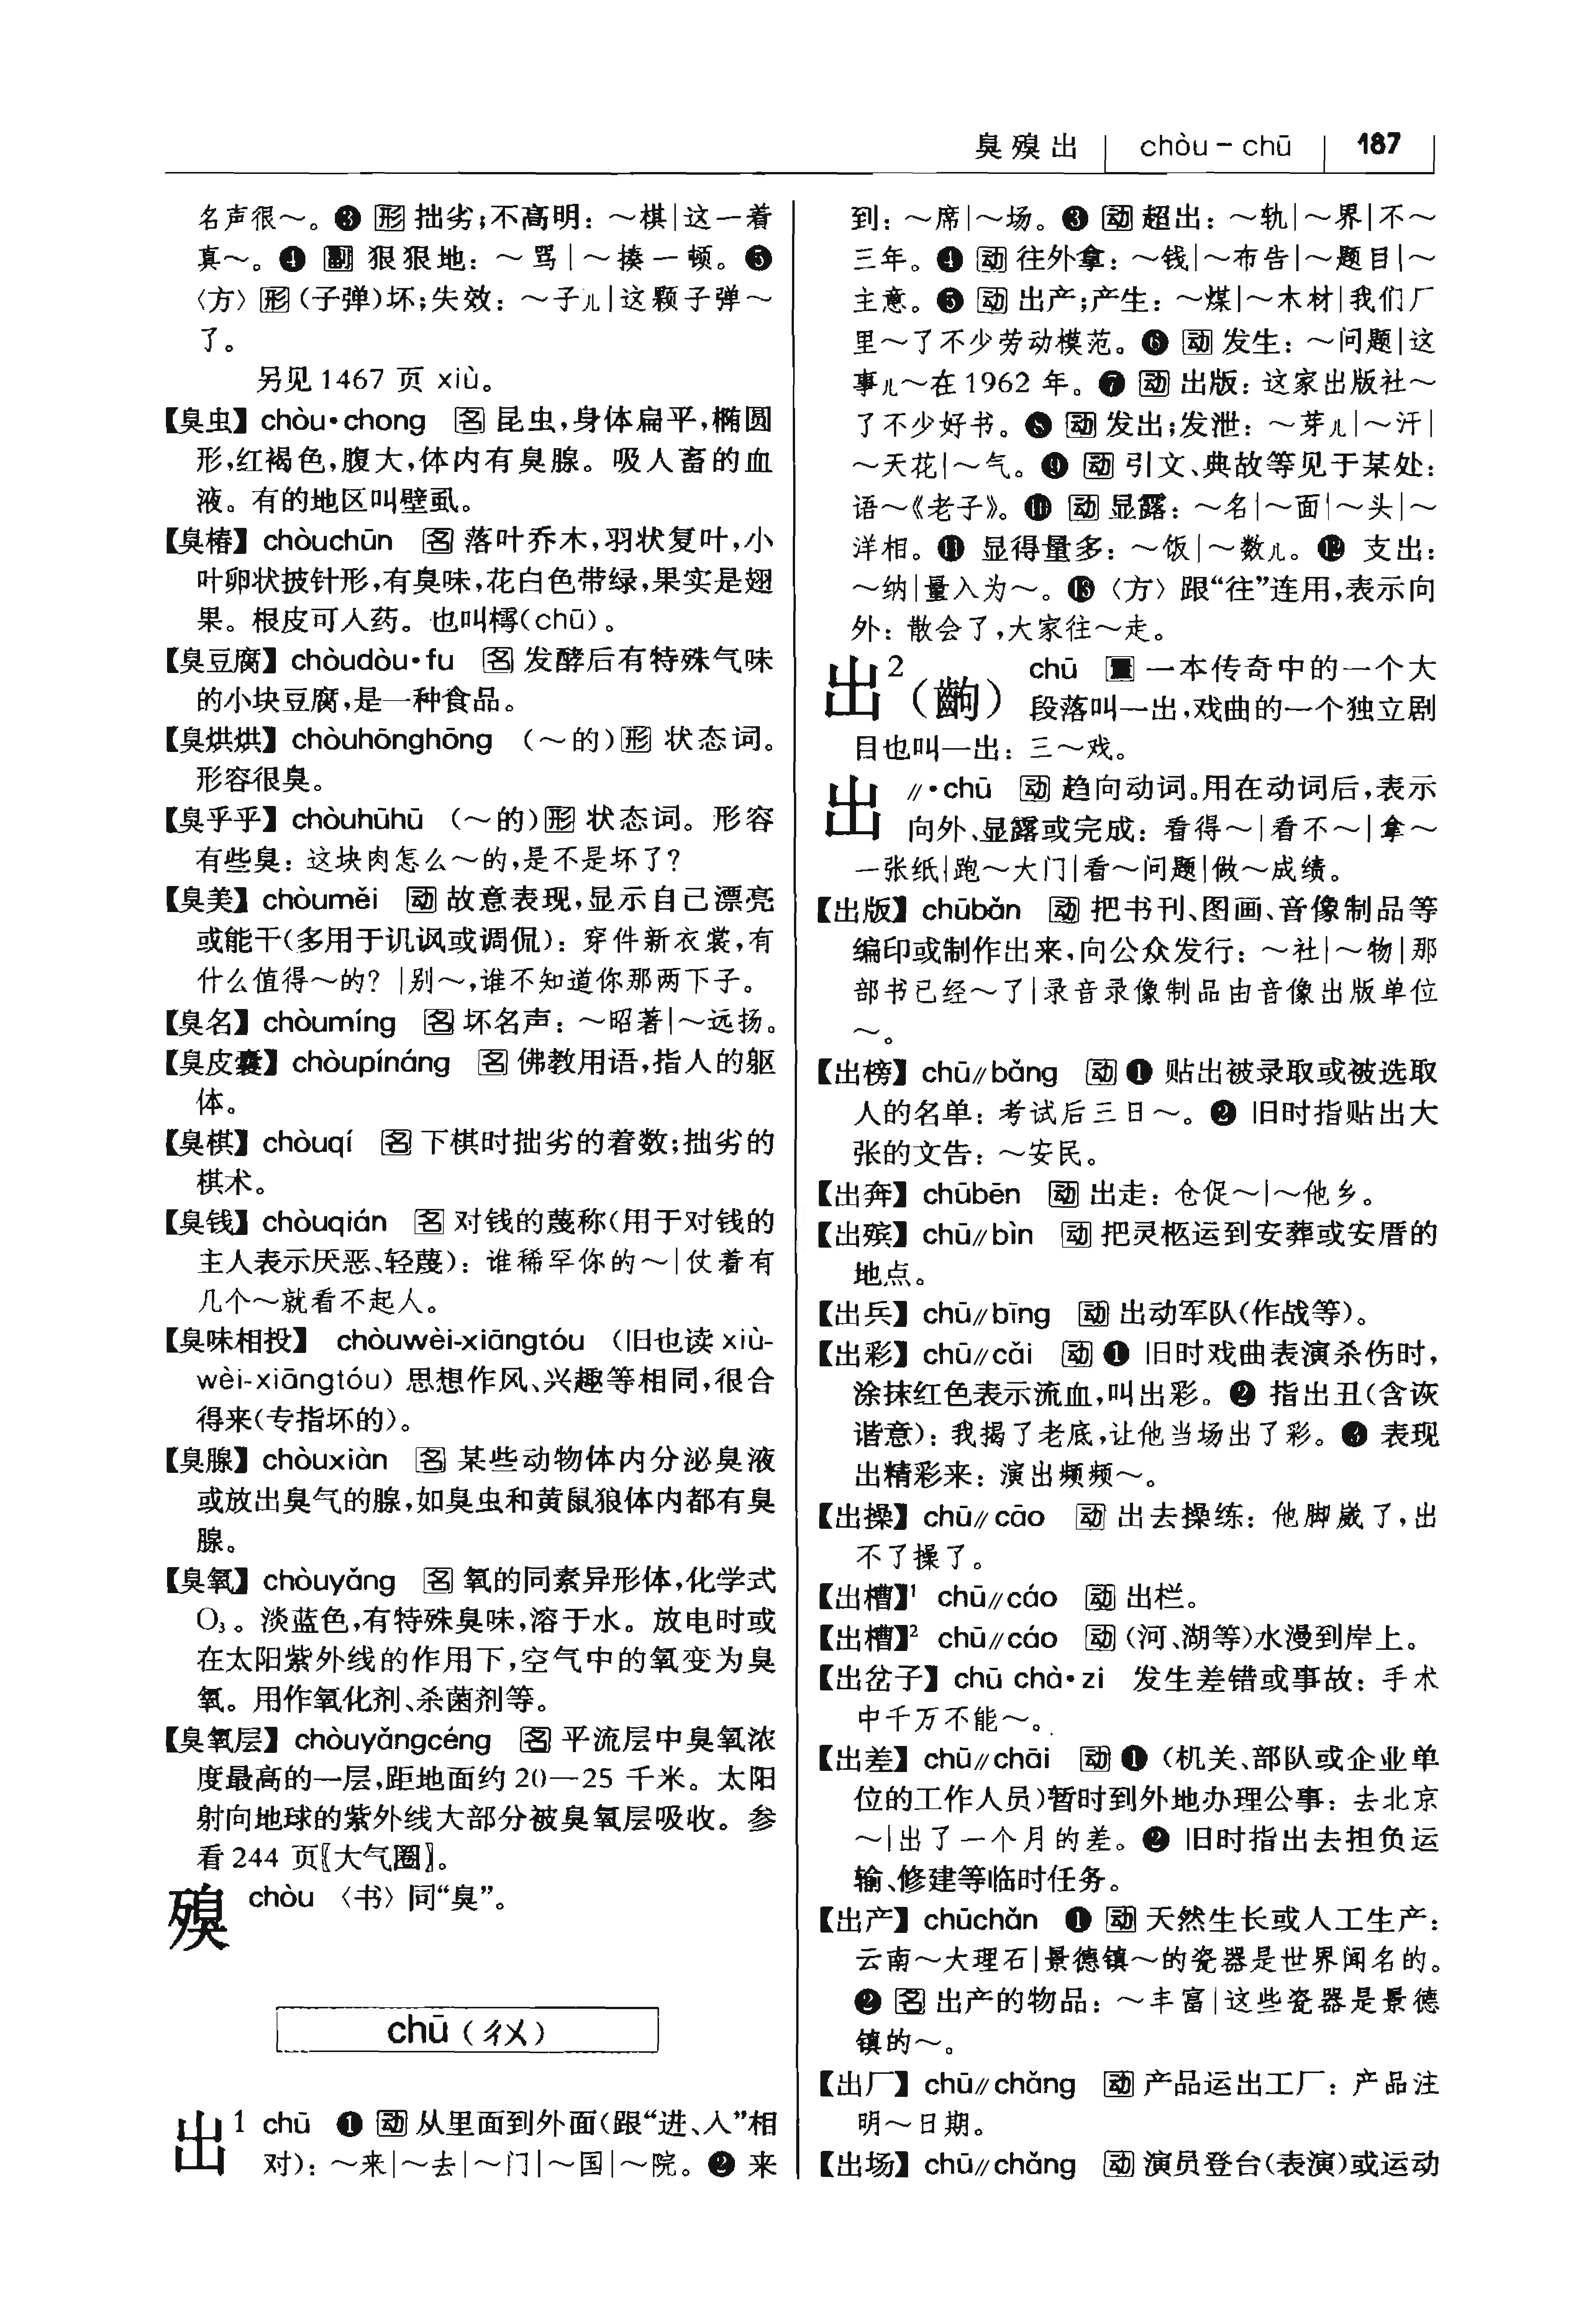 臭殠出 chòu－chū 187
名声很～。❸ 形 拙劣;不高明：～棋|这一着
真～。❹ 副 狠狠地：～骂|～揍一顿。❺
〈方〉形(子弹)坏;失效：～子儿|这颗子弹～
了。
另见1467 页 xiù。
【臭虫】chòu·chong 名 昆虫,身体扁平,椭圆
形,红褐色,腹大,体内有臭腺。吸人畜的血
液。有的地区叫壁虱。
【臭椿】chòuchūn 名 落叶乔木,羽状复叶,小
叶卵状披针形,有臭味,花白色带绿,果实是翅
果。根皮可入药。也叫樗(chū)。
【臭豆腐】chòudòu·fu 名 发酵后有特殊气味
的小块豆腐,是一种食品。
【臭烘烘】chòuhōnghōng （～的)形 状态词。
形容很臭。
【臭乎乎】chòuhūhū （～的)形 状态词。形容
有些臭：这块肉怎么～的,是不是坏了?
【臭美】chòuměi 动 故意表现,显示自己漂亮
或能干(多用于讥讽或调侃)：穿件新衣裳,有
什么值得～的? |别～,谁不知道你那两下子。
【臭名】chòumíng 名 坏名声：～昭著|～远扬。
【臭皮囊】chòupínáng 名 佛教用语,指人的躯
体。
【臭棋】chòuqí 名 下棋时拙劣的着数;拙劣的
棋术。
【臭钱】chòuqián 名 对钱的蔑称(用于对钱的
主人表示厌恶、轻蔑)：谁稀罕你的～|仗着有
几个～就看不起人。
【臭味相投】 chòuwèi-xiāngtóu （旧也读 xiù-
wèi-xiāngtóu) 思想作风、兴趣等相同,很合
得来(专指坏的)。
【臭腺】chòuxiàn 名 某些动物体内分泌臭液
或放出臭气的腺,如臭虫和黄鼠狼体内都有臭
腺。
【臭氧】chòuyǎng 名 氧的同素异形体,化学式
O₃。淡蓝色,有特殊臭味,溶于水。放电时或
在太阳紫外线的作用下,空气中的氧变为臭
氧。用作氧化剂、杀菌剂等。
【臭氧层】chòuyǎngcéng 名 平流层中臭氧浓
度最高的一层,距地面约20—25 千米。太阳
射向地球的紫外线大部分被臭氧层吸收。参
看244 页〖大气圈〗。
殠 chòu 〈书〉同“臭”。
chū（ㄔㄨ）
出¹ chū ❶ 动 从里面到外面(跟“进、入”相
对)：～来|～去|～门|～国|～院。❷ 来
到：～席|～场。❸ 动 超出：～轨|～界|不～
三年。❹ 动 往外拿：～钱|～布告|～题目|～
主意。❺ 动 出产;产生：～煤|～木材|我们厂
里～了不少劳动模范。❻ 动 发生：～问题|这
事儿～在1962 年。❼ 动 出版：这家出版社～
了不少好书。❽ 动 发出;发泄：～芽儿|～汗|
～天花|～气。❾ 动 引文、典故等见于某处：
语～《老子》。❿ 动 显露：～名|～面|～头|～
洋相。⓫ 显得量多：～饭|～数儿。⓬ 支出：
～纳|量入为～。⓭〈方〉跟“往”连用,表示向
外：散会了,大家往～走。
出²（齣） chū 量 一本传奇中的一个大
段落叫一出,戏曲的一个独立剧
目也叫一出：三～戏。
出 ∥·chū 动 趋向动词。用在动词后,表示
向外、显露或完成：看得～|看不～|拿～
一张纸|跑～大门|看～问题|做～成绩。
【出版】chūbǎn 动 把书刊、图画、音像制品等
编印或制作出来,向公众发行：～社|～物|那
部书已经～了|录音录像制品由音像出版单位
～。
【出榜】chū∥bǎng 动 ❶ 贴出被录取或被选取
人的名单：考试后三日～。❷ 旧时指贴出大
张的文告：～安民。
【出奔】chūbēn 动 出走：仓促～|～他乡。
【出殡】chū∥bìn 动 把灵柩运到安葬或安厝的
地点。
【出兵】chū∥bīng 动 出动军队(作战等)。
【出彩】chū∥cǎi 动 ❶ 旧时戏曲表演杀伤时,
涂抹红色表示流血,叫出彩。❷ 指出丑(含诙
谐意)：我揭了老底,让他当场出了彩。❸ 表现
出精彩来：演出频频～。
【出操】chū∥cāo 动 出去操练：他脚崴了,出
不了操了。
【出槽】¹ chū∥cáo 动 出栏。
【出槽】² chū∥cáo 动 (河、湖等)水漫到岸上。
【出岔子】chū chà·zi 发生差错或事故：手术
中千万不能～。
【出差】chū∥chāi 动 ❶（机关、部队或企业单
位的工作人员)暂时到外地办理公事：去北京
～|出了一个月的差。❷ 旧时指出去担负运
输、修建等临时任务。
【出产】chūchǎn ❶ 动 天然生长或人工生产：
云南～大理石|景德镇～的瓷器是世界闻名的。
❷ 名 出产的物品：～丰富|这些瓷器是景德
镇的～。
【出厂】chū∥chǎng 动 产品运出工厂：产品注
明～日期。
【出场】chū∥chǎng 动 演员登台(表演)或运动